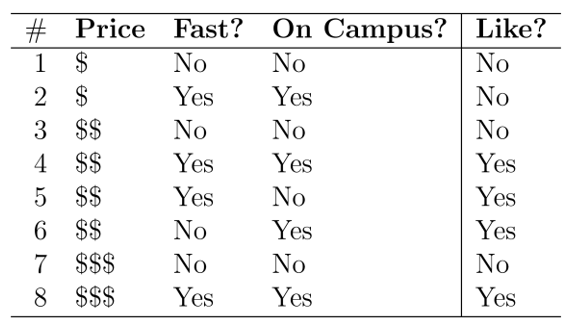 # Price Fast? On Campus? Like?
1 $ No No No
2 $ Yes Yes No
3 $$ No No No
4 $$ Yes Yes Yes
5 $$ Yes No Yes
6 $$ No Yes Yes
7 $$$ No No No
8 $$$ Yes Yes Yes